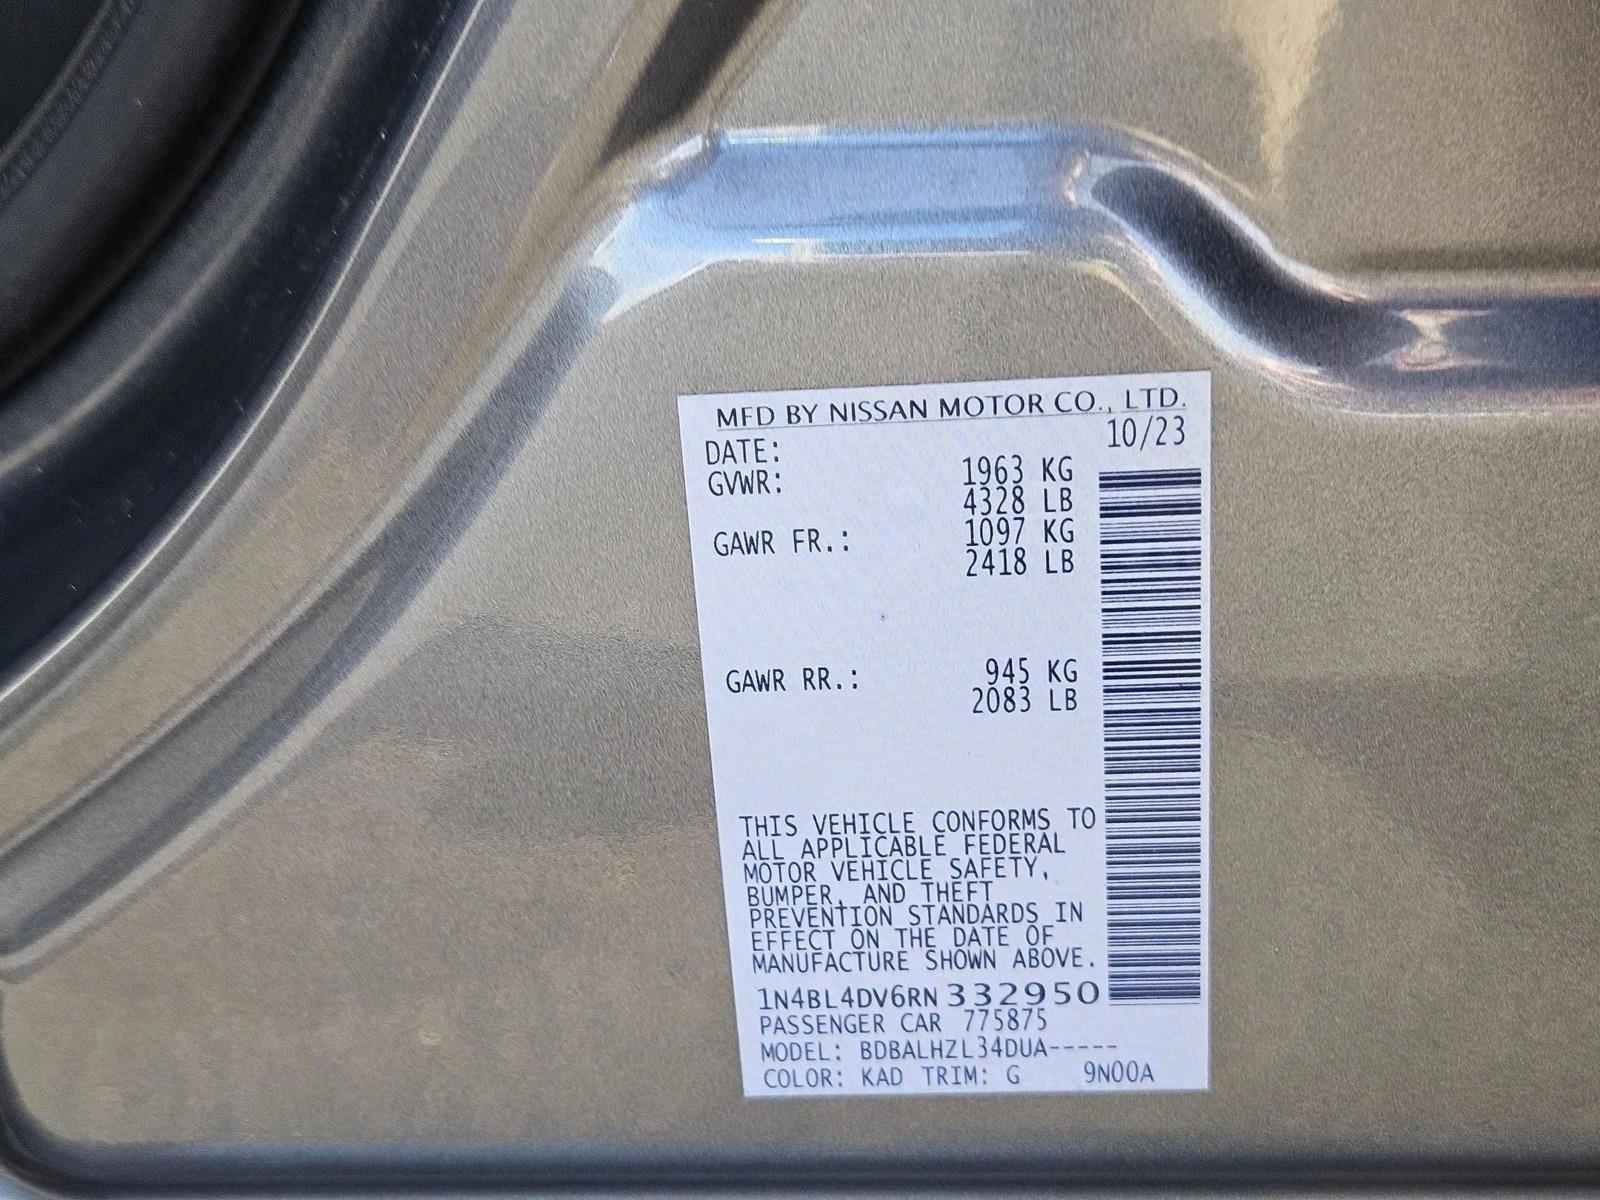 MFD BY NISSAN MOTOR CO., LTD.
DATE: 10/23
GVWR: 1963 KG
4328 LB
GAWR FR.: 1097 KG
2418 LB
GAWR RR.: 945 KG
2083 LB
THIS VEHICLE CONFORMS TO
ALL APPLICABLE FEDERAL
MOTOR VEHICLE SAFETY,
BUMPER, AND THEFT
PREVENTION STANDARDS IN
EFFECT ON THE DATE OF
MANUFACTURE SHOWN ABOVE.
1N4BL4DV6RN332950
PASSENGER CAR 775875
MODEL: BDBALHZL34DUA-----
COLOR: KAD TRIM: G 9N00A